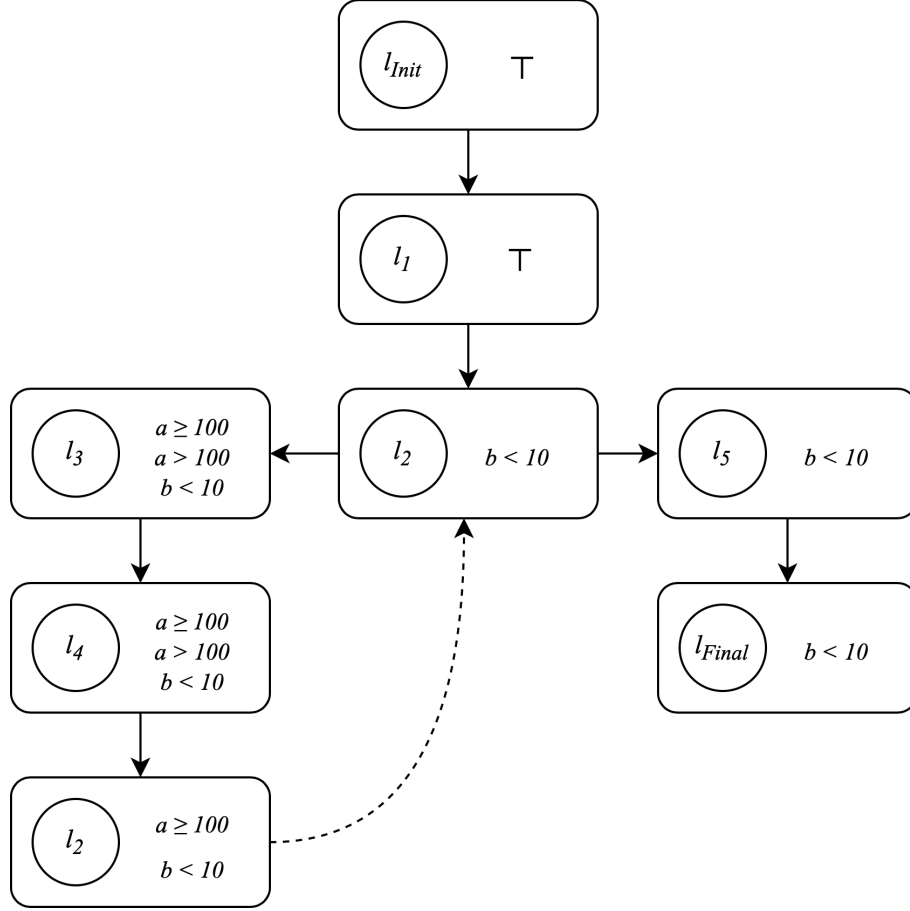 l_Init ⊤
l_1 ⊤
l_3
a ≥ 100
a > 100
b < 10
l_2 b < 10
l_5 b < 10
l_4
a ≥ 100
a > 100
b < 10
l_Final b < 10
l_2
a ≥ 100
b < 10